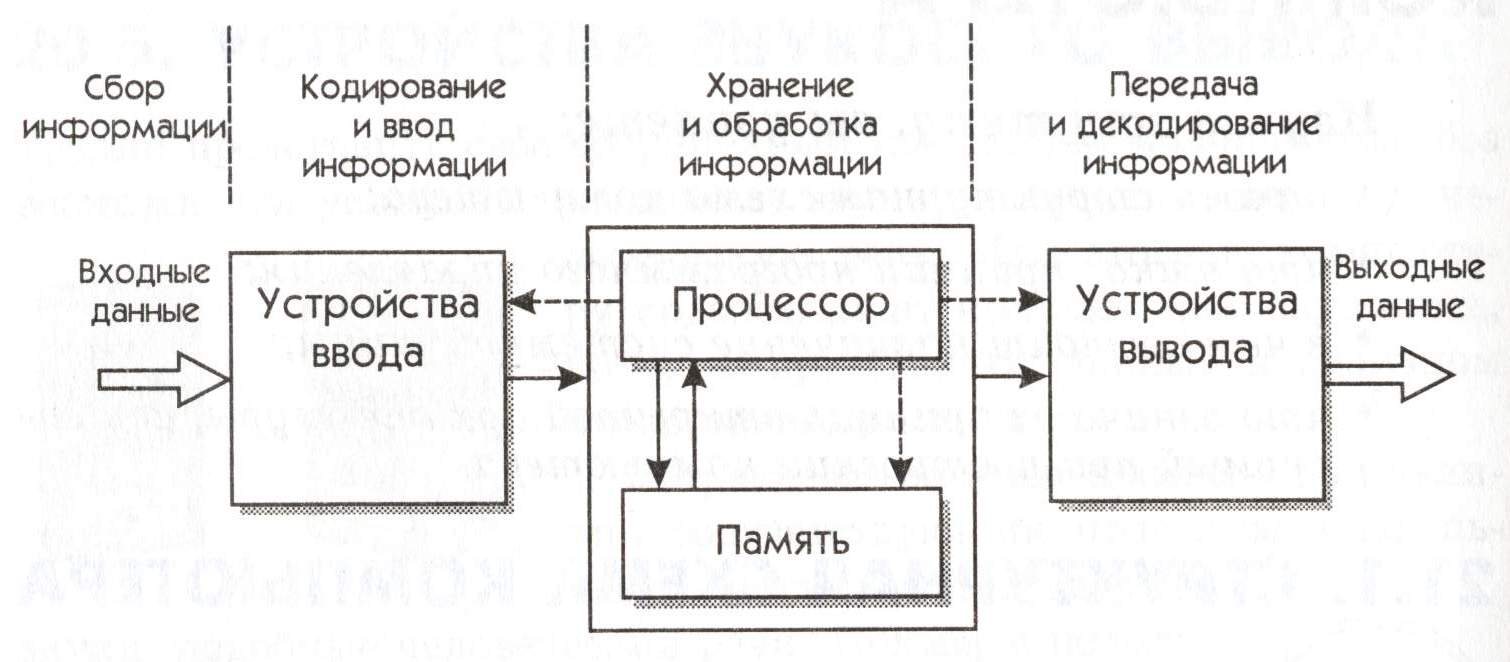 Сбор
информации
Кодирование
и ввод
информации
Хранение
и обработка
информации
Передача
и декодирование
информации
Входные
данные
Устройства
ввода
Процессор
Память
Устройства
вывода
Выходные
данные